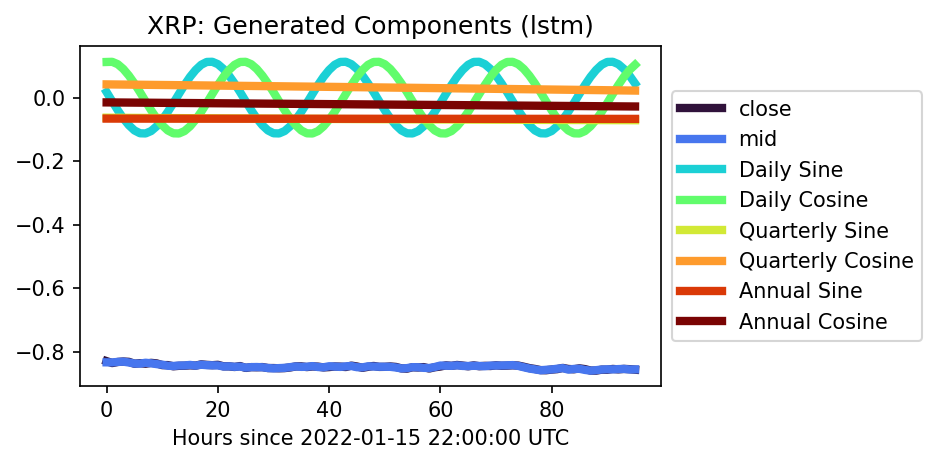 XRP: Generated Components (lstm)
0.0
−0.2
−0.4
−0.6
−0.8
0 20 40 60 80
Hours since 2022-01-15 22:00:00 UTC
close
mid
Daily Sine
Daily Cosine
Quarterly Sine
Quarterly Cosine
Annual Sine
Annual Cosine